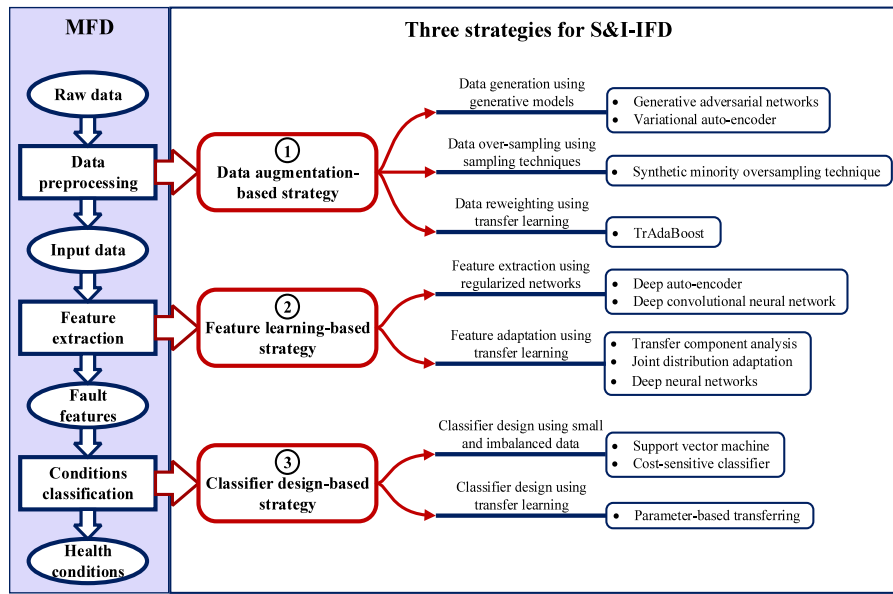 MFD
Raw data
Data
preprocessing
Input data
Feature
extraction
Fault
features
Conditions
classification
Health
conditions
Three strategies for S&I-IFD
1
Data augmentation-
based strategy
Data generation using
generative models
• Generative adversarial networks
• Variational auto-encoder
Data over-sampling using
sampling techniques
• Synthetic minority oversampling technique
Data reweighting using
transfer learning
• TrAdaBoost
2
Feature learning-based
strategy
Feature extraction using
regularized networks
• Deep auto-encoder
• Deep convolutional neural network
Feature adaptation using
transfer learning
• Transfer component analysis
• Joint distribution adaptation
• Deep neural networks
3
Classifier design-based
strategy
Classifier design using small
and imbalanced data
• Support vector machine
• Cost-sensitive classifier
Classifier design using
transfer learning
• Parameter-based transferring